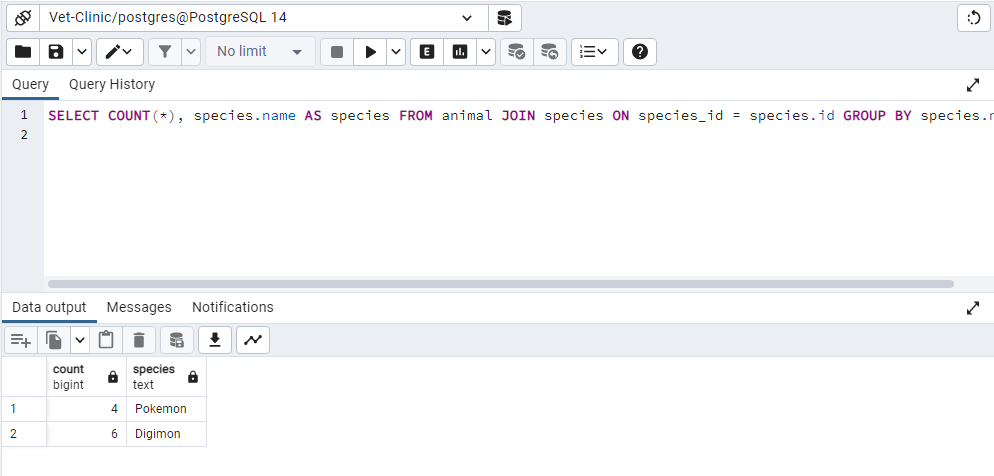 Vet-Clinic/postgres@PostgreSQL 14
No limit
E
Query Query History
1 SELECT COUNT(*), species.name AS species FROM animal JOIN species ON species_id = species.id GROUP BY species.n
2
Data output Messages Notifications
count species
bigint text
1 4 Pokemon
2 6 Digimon